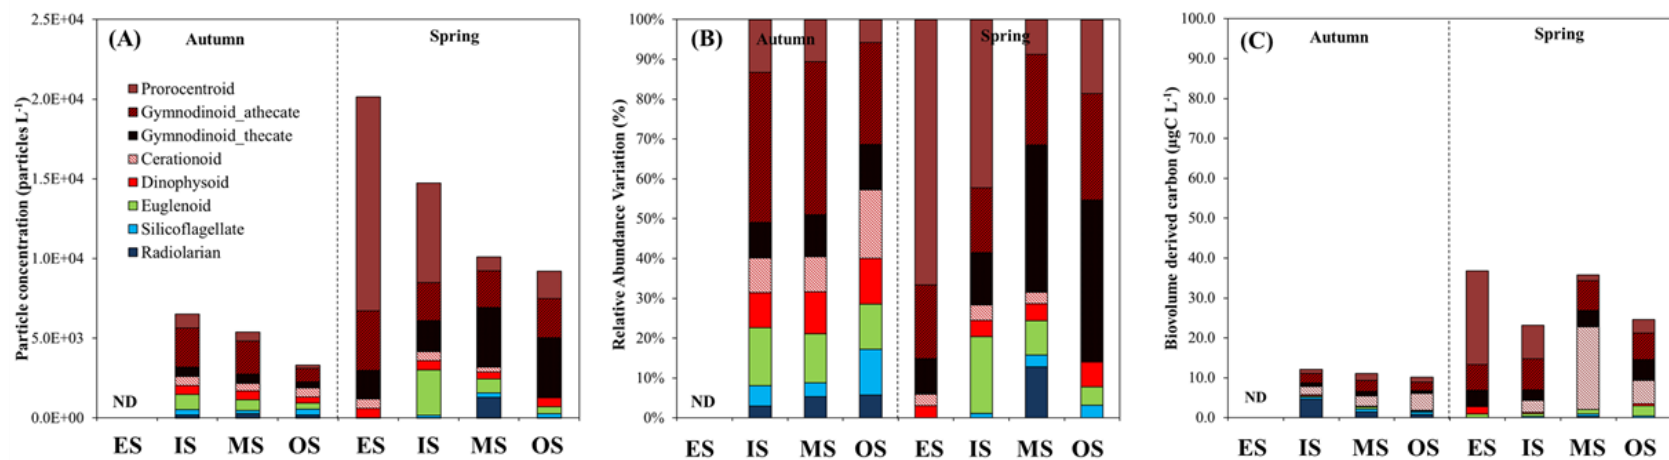 (A)
Autumn
Spring
Particle concentration (particles L-1)
2.5E+04
2.0E+04
1.5E+04
1.0E+04
5.0E+03
0.0E+00
Prorocentroid
Gymnodinoid_athecate
Gymnodinoid_thecate
Cerationoid
Dinophysoid
Euglenoid
Silicoflagellate
Radiolarian
ND
ES IS MS OS ES IS MS OS
(B)
Autumn
Spring
Relative Abundance Variation (%)
100%
90%
80%
70%
60%
50%
40%
30%
20%
10%
0%
ND
ES IS MS OS ES IS MS OS
(C)
Autumn
Spring
Biovolume derived carbon (µgC L-1)
100.0
90.0
80.0
70.0
60.0
50.0
40.0
30.0
20.0
10.0
0.0
ND
ES IS MS OS ES IS MS OS